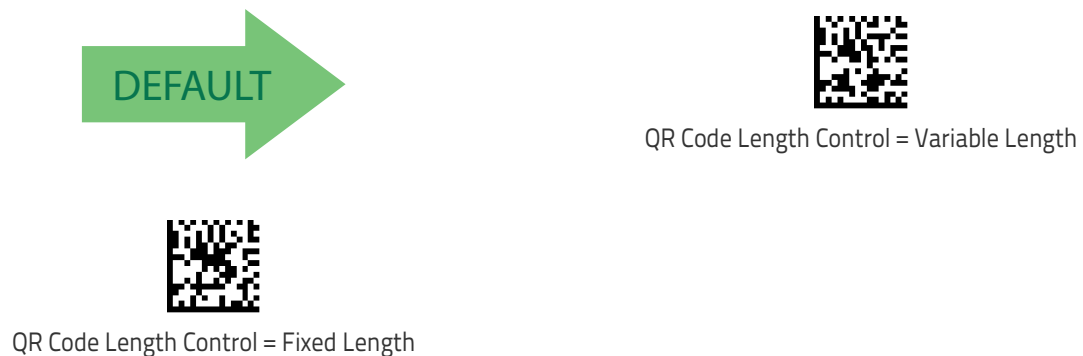 DEFAULT
QR Code Length Control = Variable Length
QR Code Length Control = Fixed Length